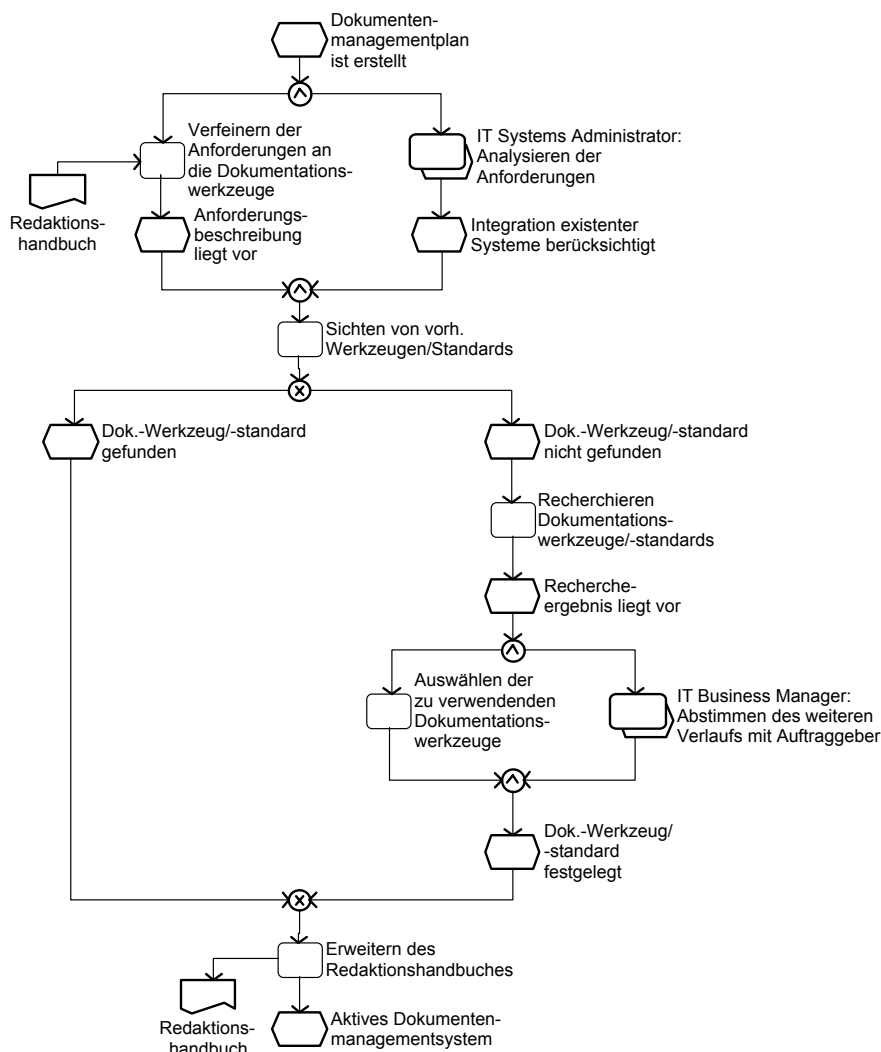 Dokumenten-
managementplan
ist erstellt
Verfeinern der
Anforderungen an
die Dokumentations-
werkzeuge
IT Systems Administrator:
Analysieren der
Anforderungen
Redaktions-
handbuch
Anforderungs-
beschreibung
liegt vor
Integration existenter
Systeme berücksichtigt
Sichten von vorh.
Werkzeugen/Standards
Dok.-Werkzeug/-standard
gefunden
Dok.-Werkzeug/-standard
nicht gefunden
Recherchieren
Dokumentations-
werkzeuge/-standards
Recherche-
ergebnis liegt vor
Auswählen der
zu verwendenden
Dokumentations-
werkzeuge
IT Business Manager:
Abstimmen des weiteren
Verlaufs mit Auftraggeber
Dok.-Werkzeug/
-standard
festgelegt
Erweitern des
Redaktionshandbuches
Redaktions-
handbuch
Aktives Dokumenten-
managementsystem